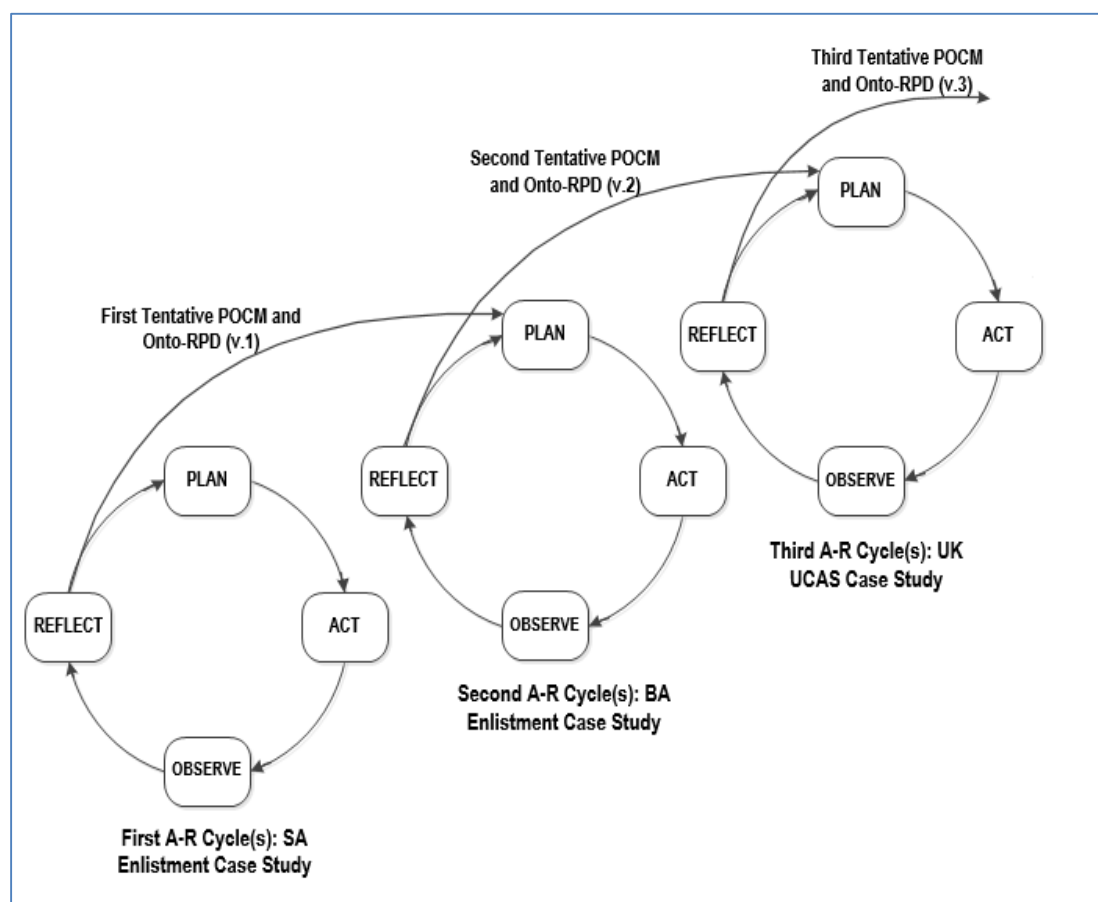 Third Tentative POCM
and Onto-RPD (v.3)
Second Tentative POCM
and Onto-RPD (v.2)
PLAN
REFLECT
ACT
OBSERVE
Third A-R Cycle(s): UK
UCAS Case Study
First Tentative POCM and
Onto-RPD (v.1)
PLAN
REFLECT
ACT
OBSERVE
Second A-R Cycle(s): BA
Enlistment Case Study
PLAN
REFLECT
ACT
OBSERVE
First A-R Cycle(s): SA
Enlistment Case Study